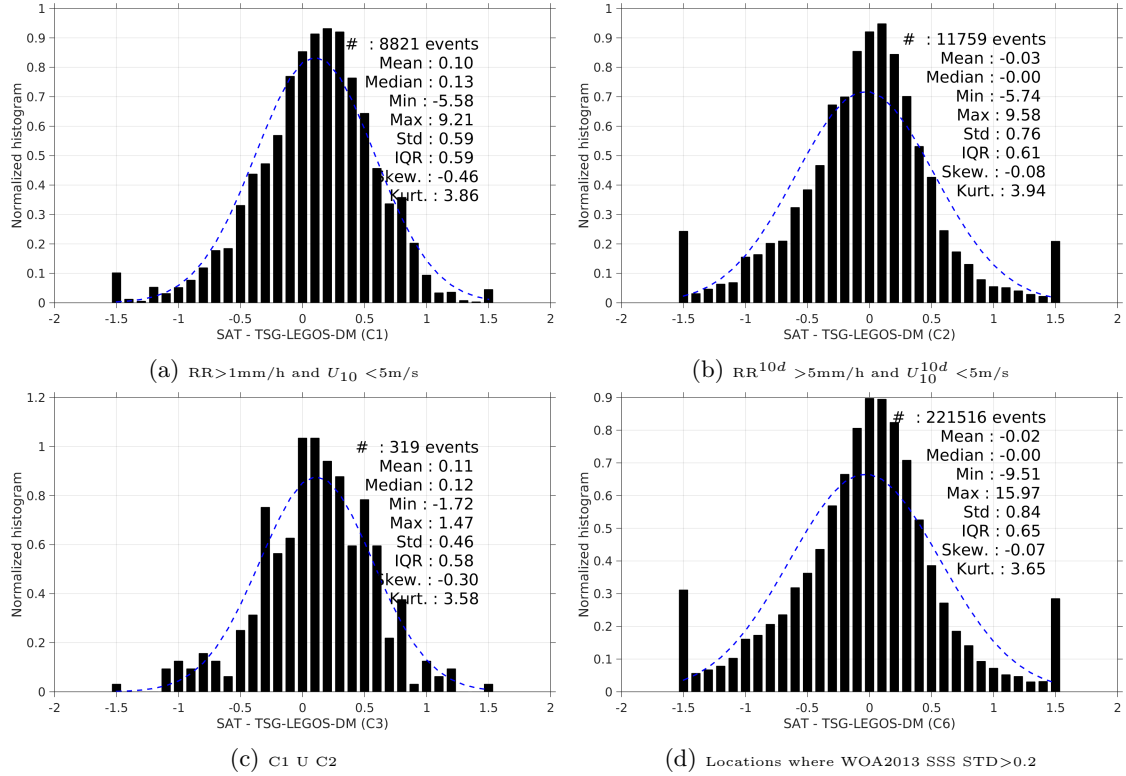 1
0.9
0.8
0.7
0.6
0.5
0.4
0.3
0.2
0.1
0
Normalized histogram
# : 8821 events
Mean : 0.10
Median : 0.13
Min : -5.58
Max : 9.21
Std : 0.59
IQR : 0.59
Skew. : -0.46
Kurt. : 3.86
-2 -1.5 -1 -0.5 0 0.5 1 1.5 2
SAT - TSG-LEGOS-DM (C1)
(a) RR>1mm/h and U10 <5m/s
1
0.9
0.8
0.7
0.6
0.5
0.4
0.3
0.2
0.1
0
Normalized histogram
# : 11759 events
Mean : -0.03
Median : -0.00
Min : -5.74
Max : 9.58
Std : 0.76
IQR : 0.61
Skew. : -0.08
Kurt. : 3.94
-2 -1.5 -1 -0.5 0 0.5 1 1.5 2
SAT - TSG-LEGOS-DM (C2)
(b) RR10d >5mm/h and U10d10 <5m/s
1.2
1
0.8
0.6
0.4
0.2
0
Normalized histogram
# : 319 events
Mean : 0.11
Median : 0.12
Min : -1.72
Max : 1.47
Std : 0.46
IQR : 0.58
Skew. : -0.30
Kurt. : 3.58
-2 -1.5 -1 -0.5 0 0.5 1 1.5 2
SAT - TSG-LEGOS-DM (C3)
(c) C1 U C2
0.9
0.8
0.7
0.6
0.5
0.4
0.3
0.2
0.1
0
Normalized histogram
# : 221516 events
Mean : -0.02
Median : -0.00
Min : -9.51
Max : 15.97
Std : 0.84
IQR : 0.65
Skew. : -0.07
Kurt. : 3.65
-2 -1.5 -1 -0.5 0 0.5 1 1.5 2
SAT - TSG-LEGOS-DM (C6)
(d) Locations where WOA2013 SSS STD>0.2